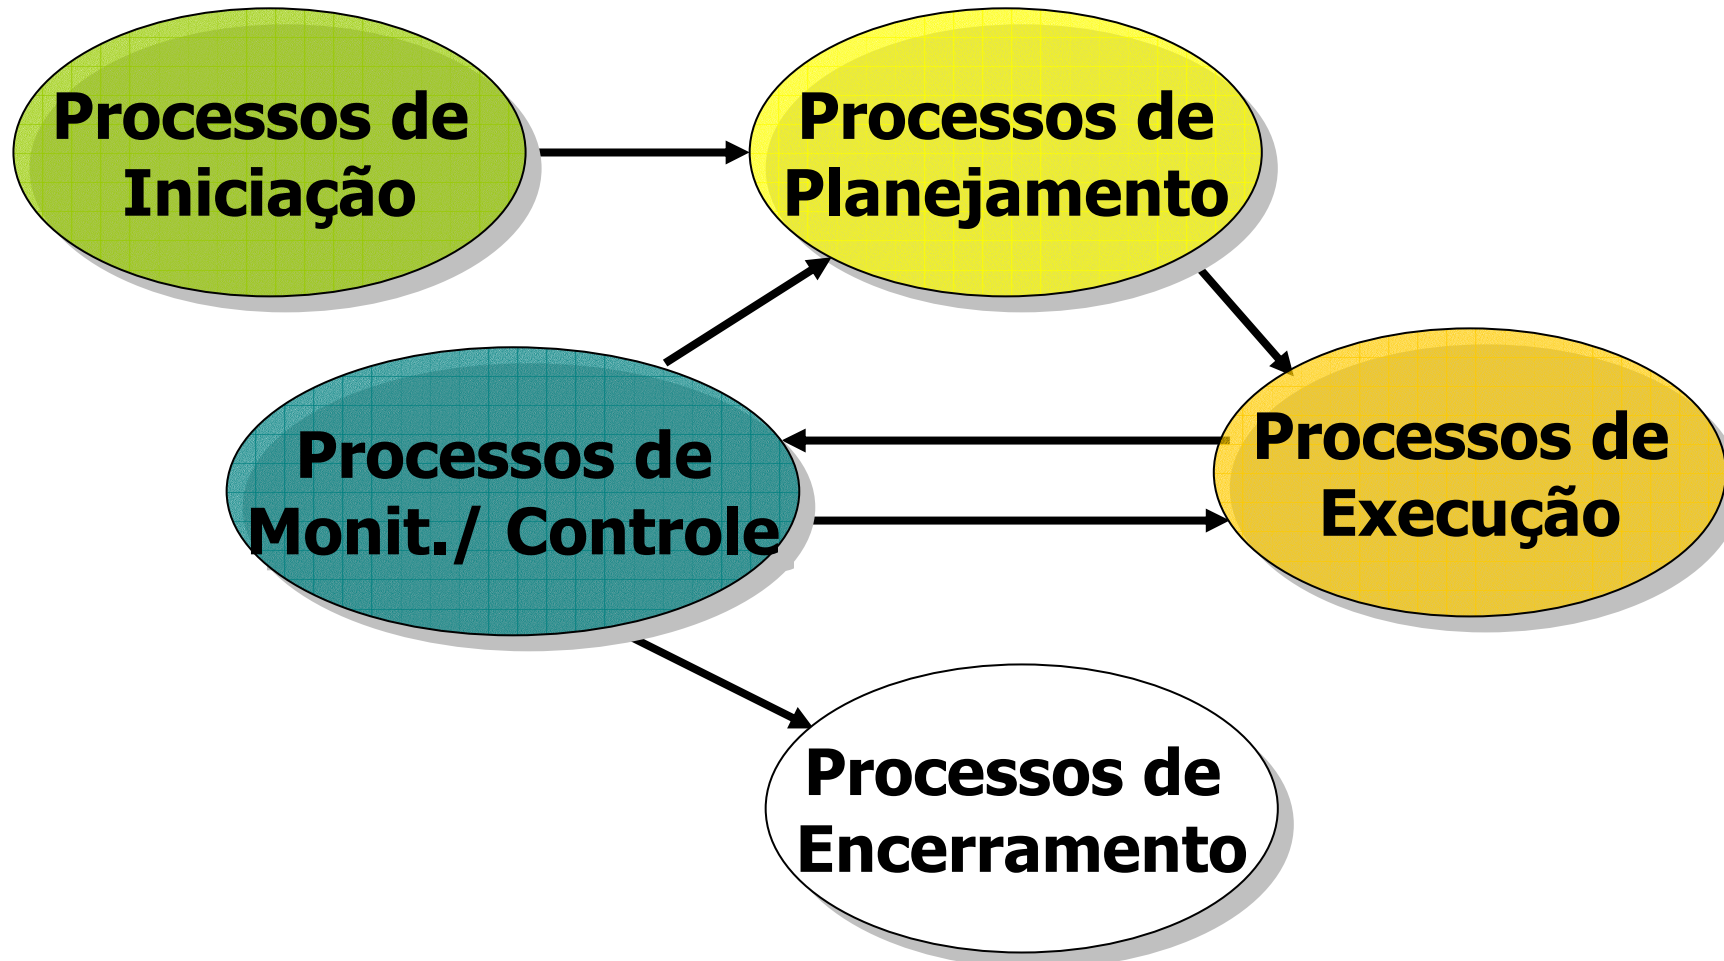 Processos de
Iniciação
Processos de
Planejamento
Processos de
Monit./ Controle
Processos de
Execução
Processos de
Encerramento